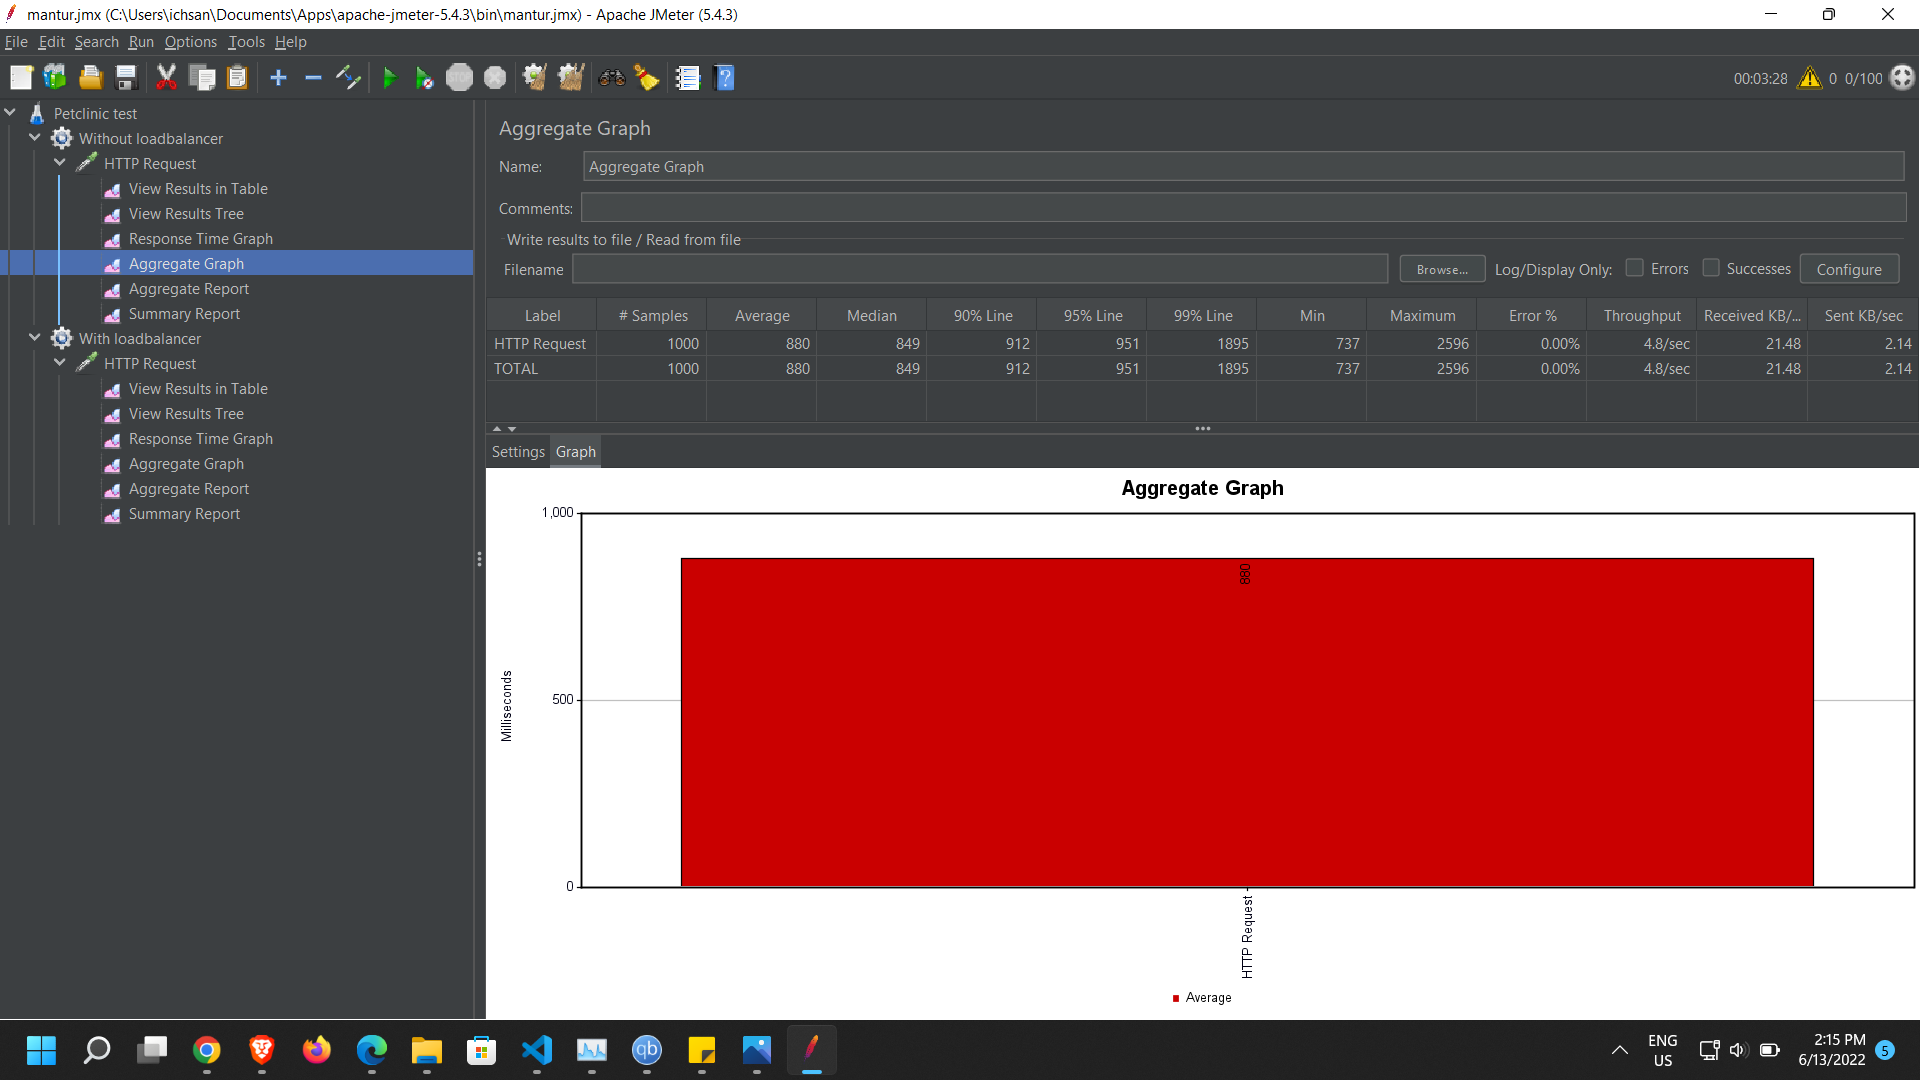 mantur.jmx (C:\Users\ichsan\Documents\Apps\apache-jmeter-5.4.3\bin\mantur.jmx) - Apache JMeter (5.4.3)
File Edit Search Run Options Tools Help
STOP
00:03:28 0 0/100
Petclinic test
Without loadbalancer
HTTP Request
View Results in Table
View Results Tree
Response Time Graph
Aggregate Graph
Aggregate Report
Summary Report
With loadbalancer
HTTP Request
View Results in Table
View Results Tree
Response Time Graph
Aggregate Graph
Aggregate Report
Summary Report
Aggregate Graph
Name: Aggregate Graph
Comments:
Write results to file / Read from file
Filename Browse... Log/Display Only: Errors Successes Configure
Label # Samples Average Median 90% Line 95% Line 99% Line Min Maximum Error % Throughput Received KB/... Sent KB/sec
HTTP Request 1000 880 849 912 951 1895 737 2596 0.00% 4.8/sec 21.48 2.14
TOTAL 1000 880 849 912 951 1895 737 2596 0.00% 4.8/sec 21.48 2.14
Settings Graph
Aggregate Graph
1,000
880
500
Milliseconds
0
HTTP Request
Average
qb
ENG
US
2:15 PM
6/13/2022
5